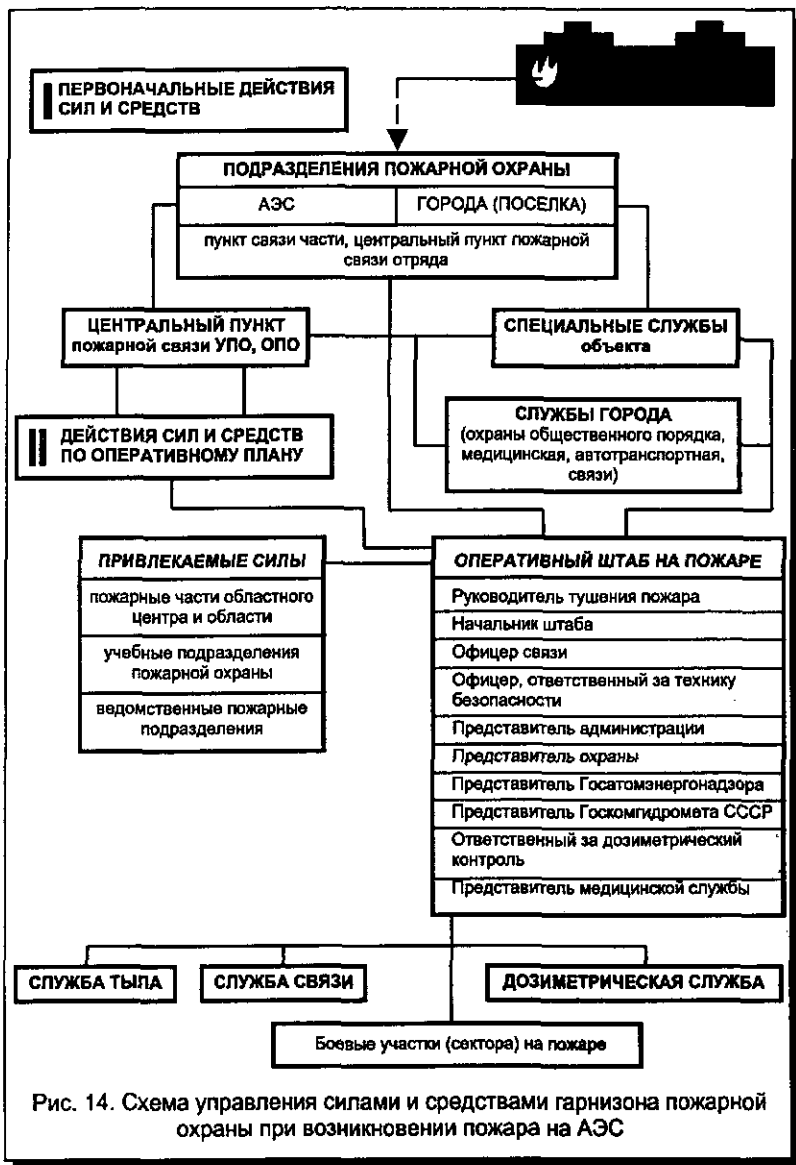 ПЕРВОНАЧАЛЬНЫЕ ДЕЙСТВИЯ
СИЛ И СРЕДСТВ
ПОДРАЗДЕЛЕНИЯ ПОЖАРНОЙ ОХРАНЫ
АЭС
ГОРОДА (ПОСЕЛКА)
пункт связи части, центральный пункт пожарной
связи отряда
ЦЕНТРАЛЬНЫЙ ПУНКТ
пожарной связи УПО, ОПО
СПЕЦИАЛЬНЫЕ СЛУЖБЫ
объекта
II ДЕЙСТВИЯ СИЛ И СРЕДСТВ
ПО ОПЕРАТИВНОМУ ПЛАНУ
СЛУЖБЫ ГОРОДА
(охраны общественного порядка,
медицинская, автотранспортная,
связи)
ПРИВЛЕКАЕМЫЕ СИЛЫ
пожарные части областного
центра и области
учебные подразделения
пожарной охраны
ведомственные пожарные
подразделения
ОПЕРАТИВНЫЙ ШТАБ НА ПОЖАРЕ
Руководитель тушения пожара
Начальник штаба
Офицер связи
Офицер, ответственный за технику
безопасности
Представитель администрации
Представитель охраны
Представитель Госатомэнергонадзора
Представитель Госкомгидромета СССР
Ответственный за дозиметрический
контроль
Представитель медицинской службы
СЛУЖБА ТЫЛА
СЛУЖБА СВЯЗИ
ДОЗИМЕТРИЧЕСКАЯ СЛУЖБА
Боевые участки (сектора) на пожаре
Рис. 14. Схема управления силами и средствами гарнизона пожарной
охраны при возникновении пожара на АЭС